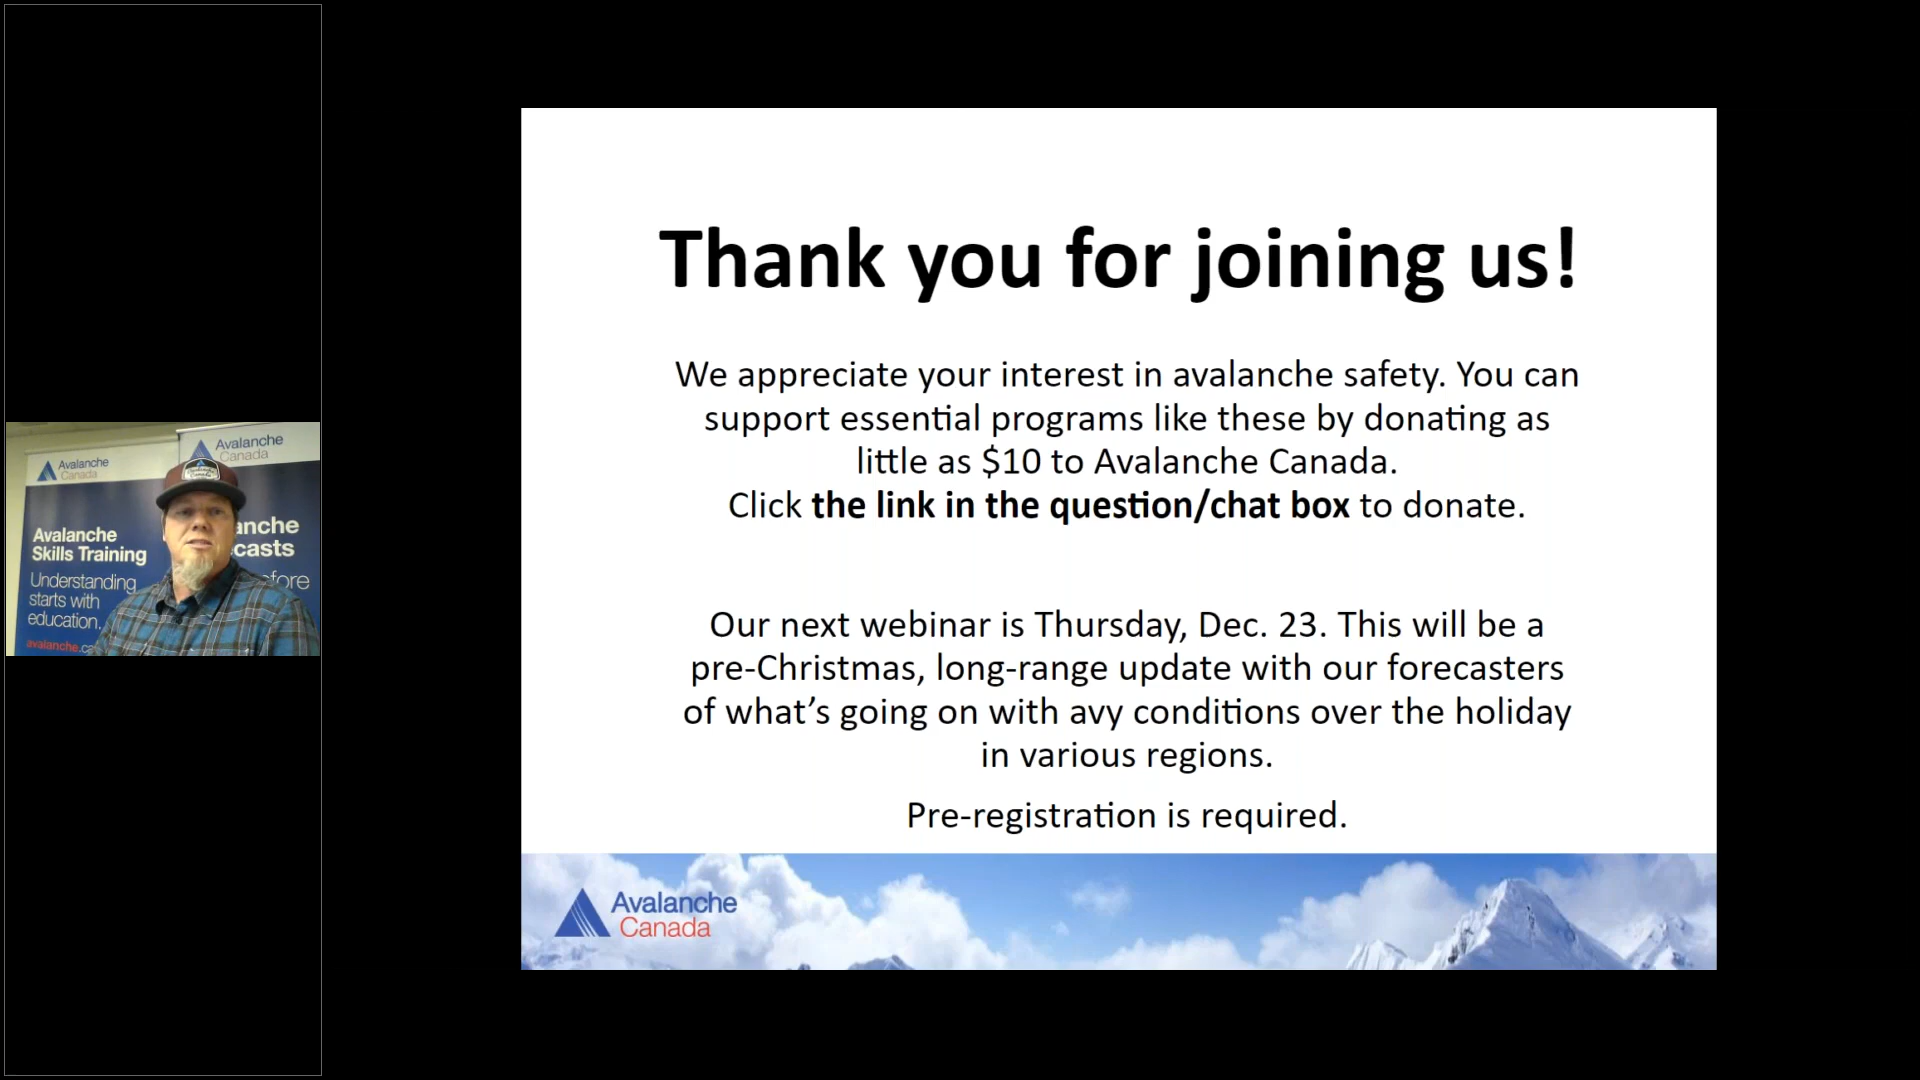 Thank you for joining us!
We appreciate your interest in avalanche safety. You can
support essential programs like these by donating as
little as $10 to Avalanche Canada.
Click the link in the question/chat box to donate.
Our next webinar is Thursday, Dec. 23. This will be a
pre-Christmas, long-range update with our forecasters
of what’s going on with avy conditions over the holiday
in various regions.
Pre-registration is required.
Avalanche
Canada
Avalanche
Canada
Avalanche
Skills Training
Understanding
starts with
education.
avalanche.ca
Avalanche
Canada
anche
casts
efore